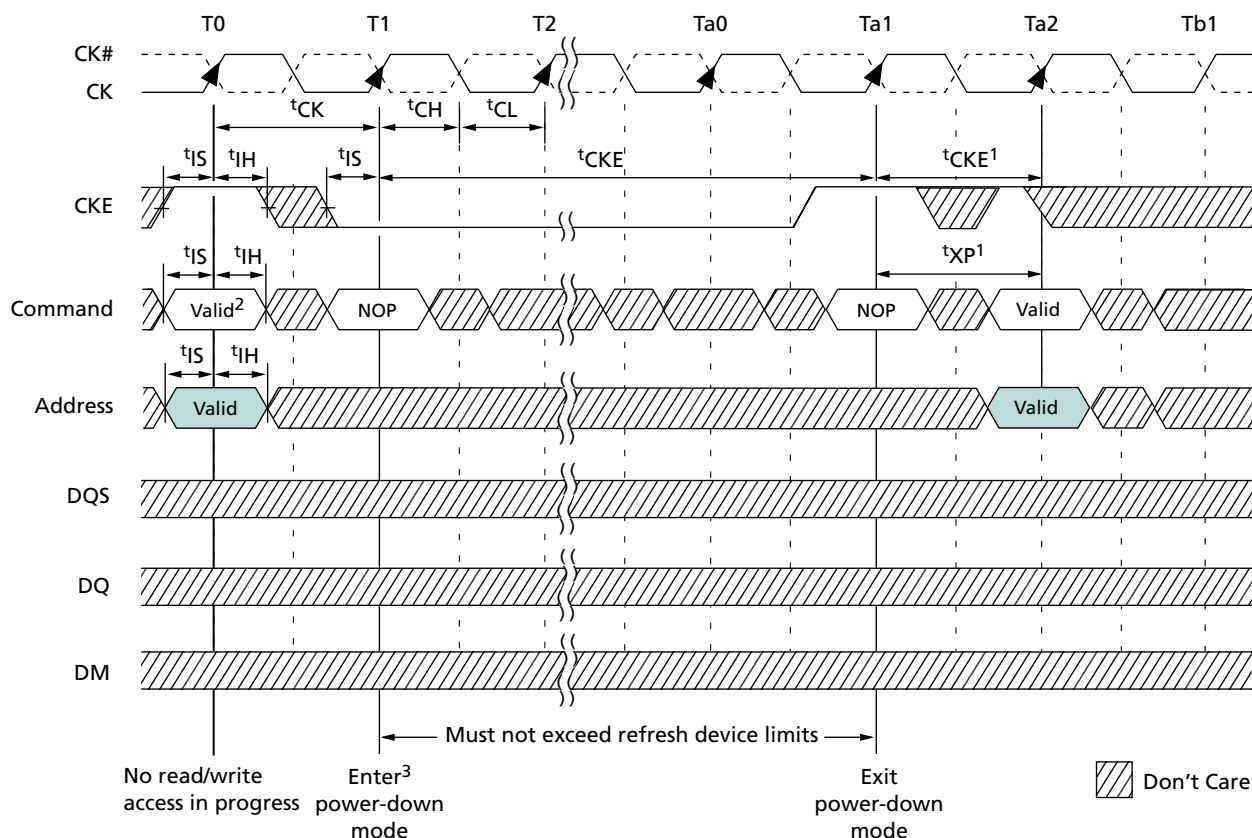 T0 T1 T2 Ta0 Ta1 Ta2 Tb1
CK#
CK
tCK tCH tCL
tIS tIH tIS tCKE tCKE1
CKE
tIS tIH tXP1
Command Valid2 NOP NOP Valid
tIS tIH
Address Valid Valid
DQS
DQ
DM
Must not exceed refresh device limits
No read/write
access in progress
Enter3
power-down
mode
Exit
power-down
mode
Don't Care